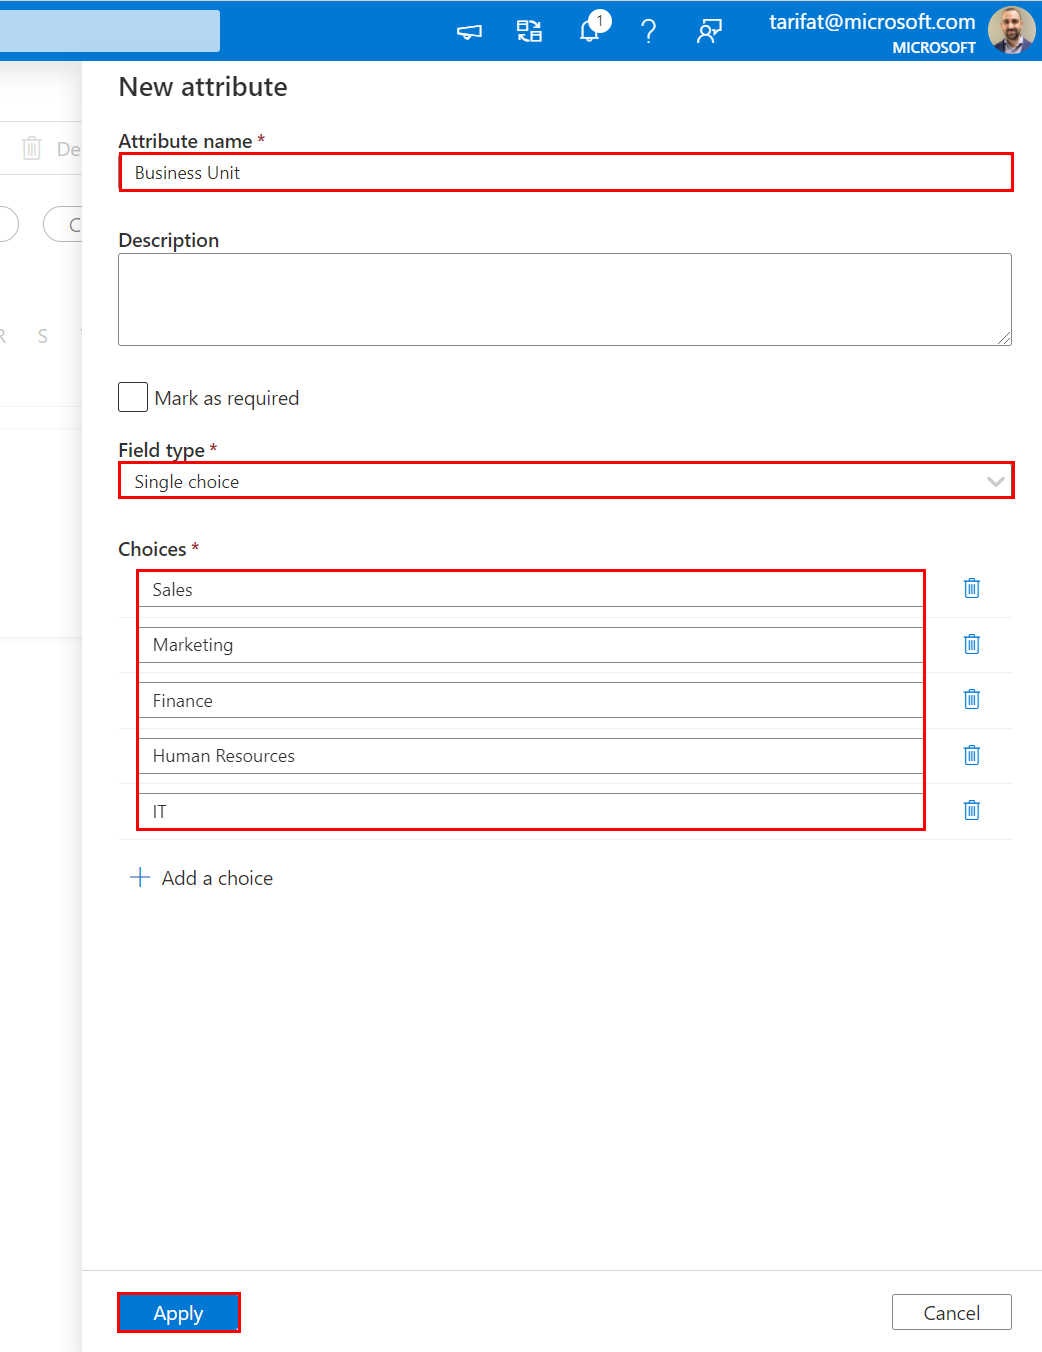 1
tarifat@microsoft.com
MICROSOFT
New attribute
Attribute name *
De
Business Unit
C
Description
R S
Mark as required
Field type *
Single choice
Choices *
Sales
Marketing
Finance
Human Resources
IT
Add a choice
Apply
Cancel